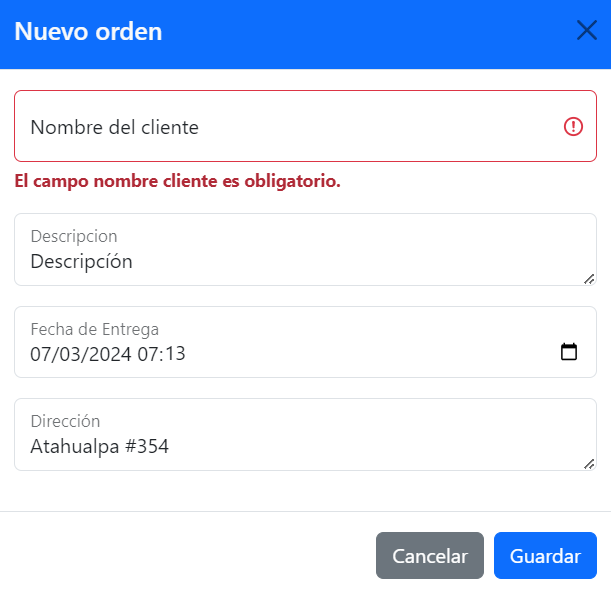 Nuevo orden
Nombre del cliente
El campo nombre cliente es obligatorio.
Descripcion
Descripcíón
Fecha de Entrega
07/03/2024 07:13
Dirección
Atahualpa #354
Cancelar Guardar